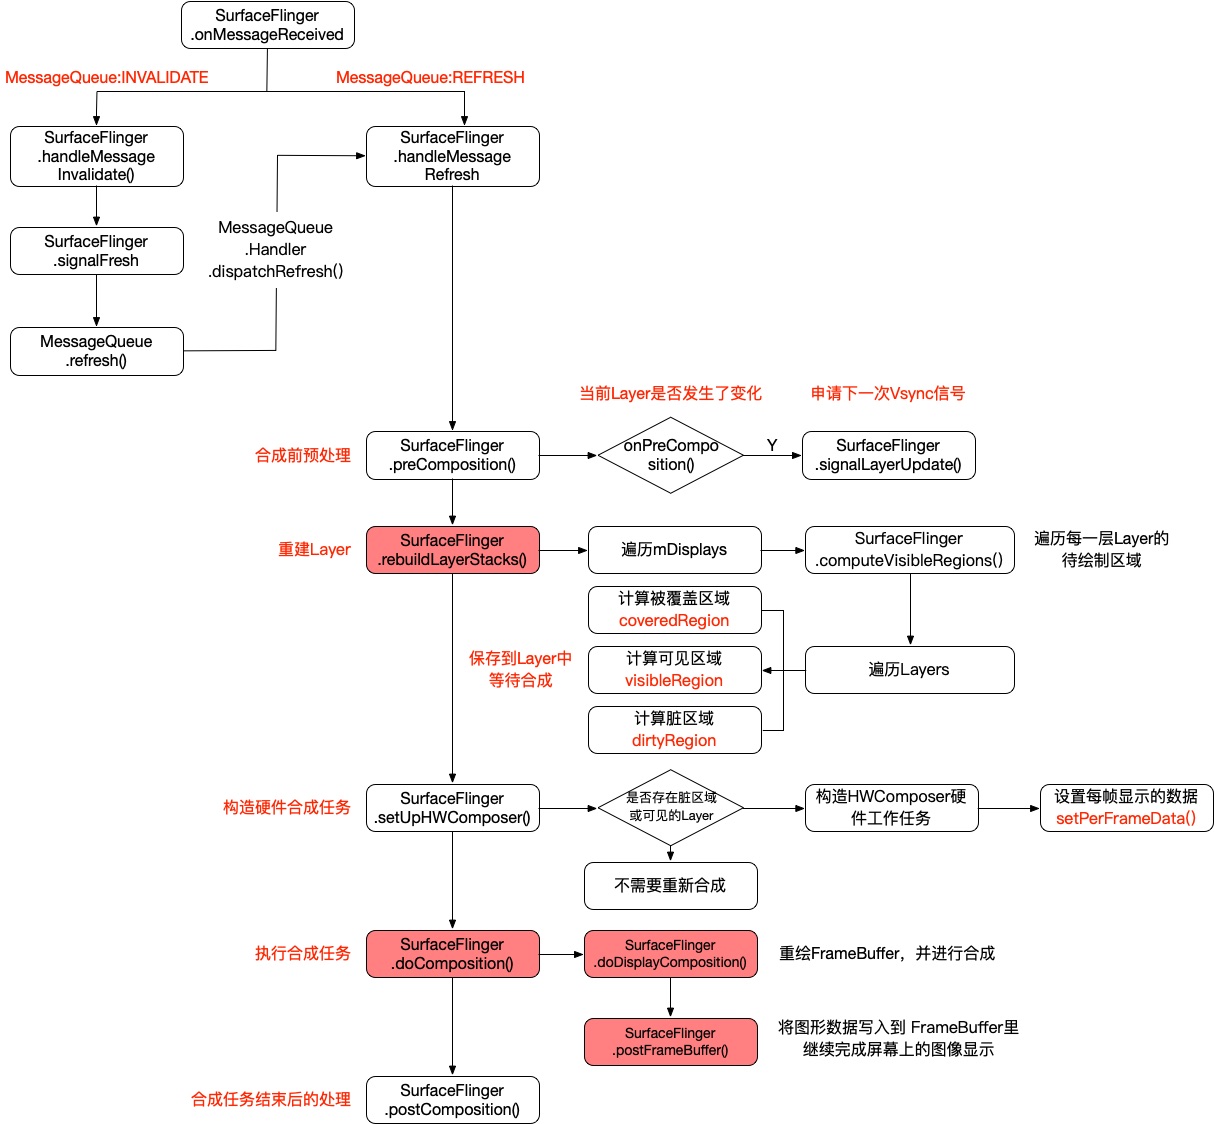 SurfaceFlinger
.onMessageReceived
MessageQueue:INVALIDATE
MessageQueue:REFRESH
SurfaceFlinger
.handleMessage
Invalidate()
SurfaceFlinger
.handleMessage
Refresh
SurfaceFlinger
.signalFresh
MessageQueue
.Handler
.dispatchRefresh()
MessageQueue
.refresh()
当前Layer是否发生了变化
申请下一次Vsync信号
合成前预处理
SurfaceFlinger
.preComposition()
onPreCompo
sition()
Y
SurfaceFlinger
.signalLayerUpdate()
重建Layer
SurfaceFlinger
.rebuildLayerStacks()
遍历mDisplays
SurfaceFlinger
.computeVisibleRegions()
遍历每一层Layer的
待绘制区域
计算被覆盖区域
coveredRegion
保存到Layer中
等待合成
计算可见区域
visibleRegion
遍历Layers
计算脏区域
dirtyRegion
构造硬件合成任务
SurfaceFlinger
.setUpHWComposer()
是否存在脏区域
或可见的Layer
构造HWComposer硬
件工作任务
设置每帧显示的数据
setPerFrameData()
不需要重新合成
执行合成任务
SurfaceFlinger
.doComposition()
SurfaceFlinger
.doDisplayComposition()
重绘FrameBuffer，并进行合成
SurfaceFlinger
.postFrameBuffer()
将图形数据写入到 FrameBuffer里
继续完成屏幕上的图像显示
合成任务结束后的处理
SurfaceFlinger
.postComposition()